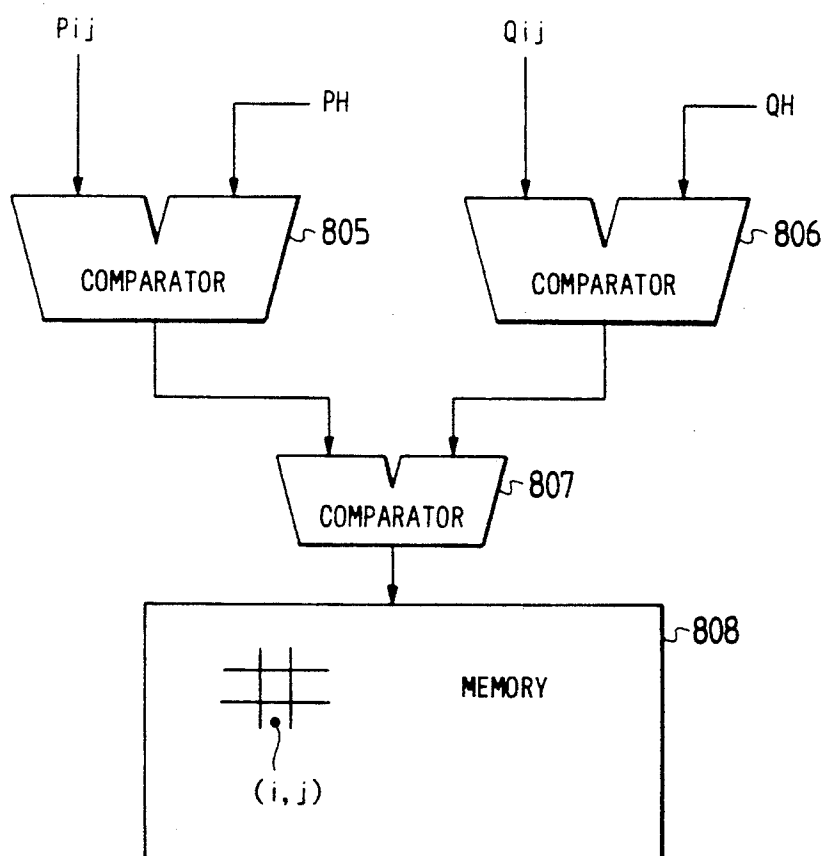 Pij
Qij
PH
QH
805
806
COMPARATOR
COMPARATOR
807
COMPARATOR
808
MEMORY
(i,j)